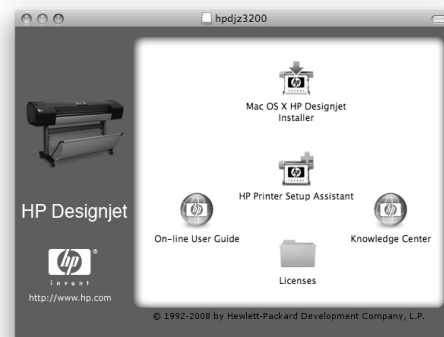 hpdjz3200
Mac OS X HP Designjet
Installer
HP Printer Setup Assistant
HP Designjet
On-line User Guide
Knowledge Center
hp
invent
http://www.hp.com
Licenses
© 1992-2008 by Hewlett-Packard Development Company, L.P.